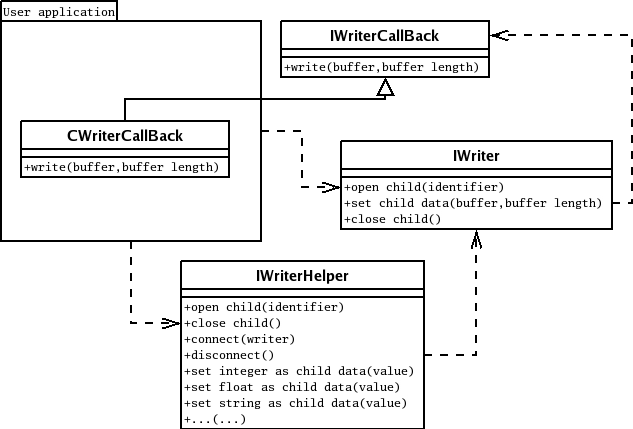 User application
IWriterCallBack
+write(buffer,buffer length)
CWriterCallBack
+write(buffer,buffer length)
IWriter
+open child(identifier)
+set child data(buffer,buffer length)
+close child()
IWriterHelper
+open child(identifier)
+close child()
+connect(writer)
+disconnect()
+set integer as child data(value)
+set float as child data(value)
+set string as child data(value)
+...(...)